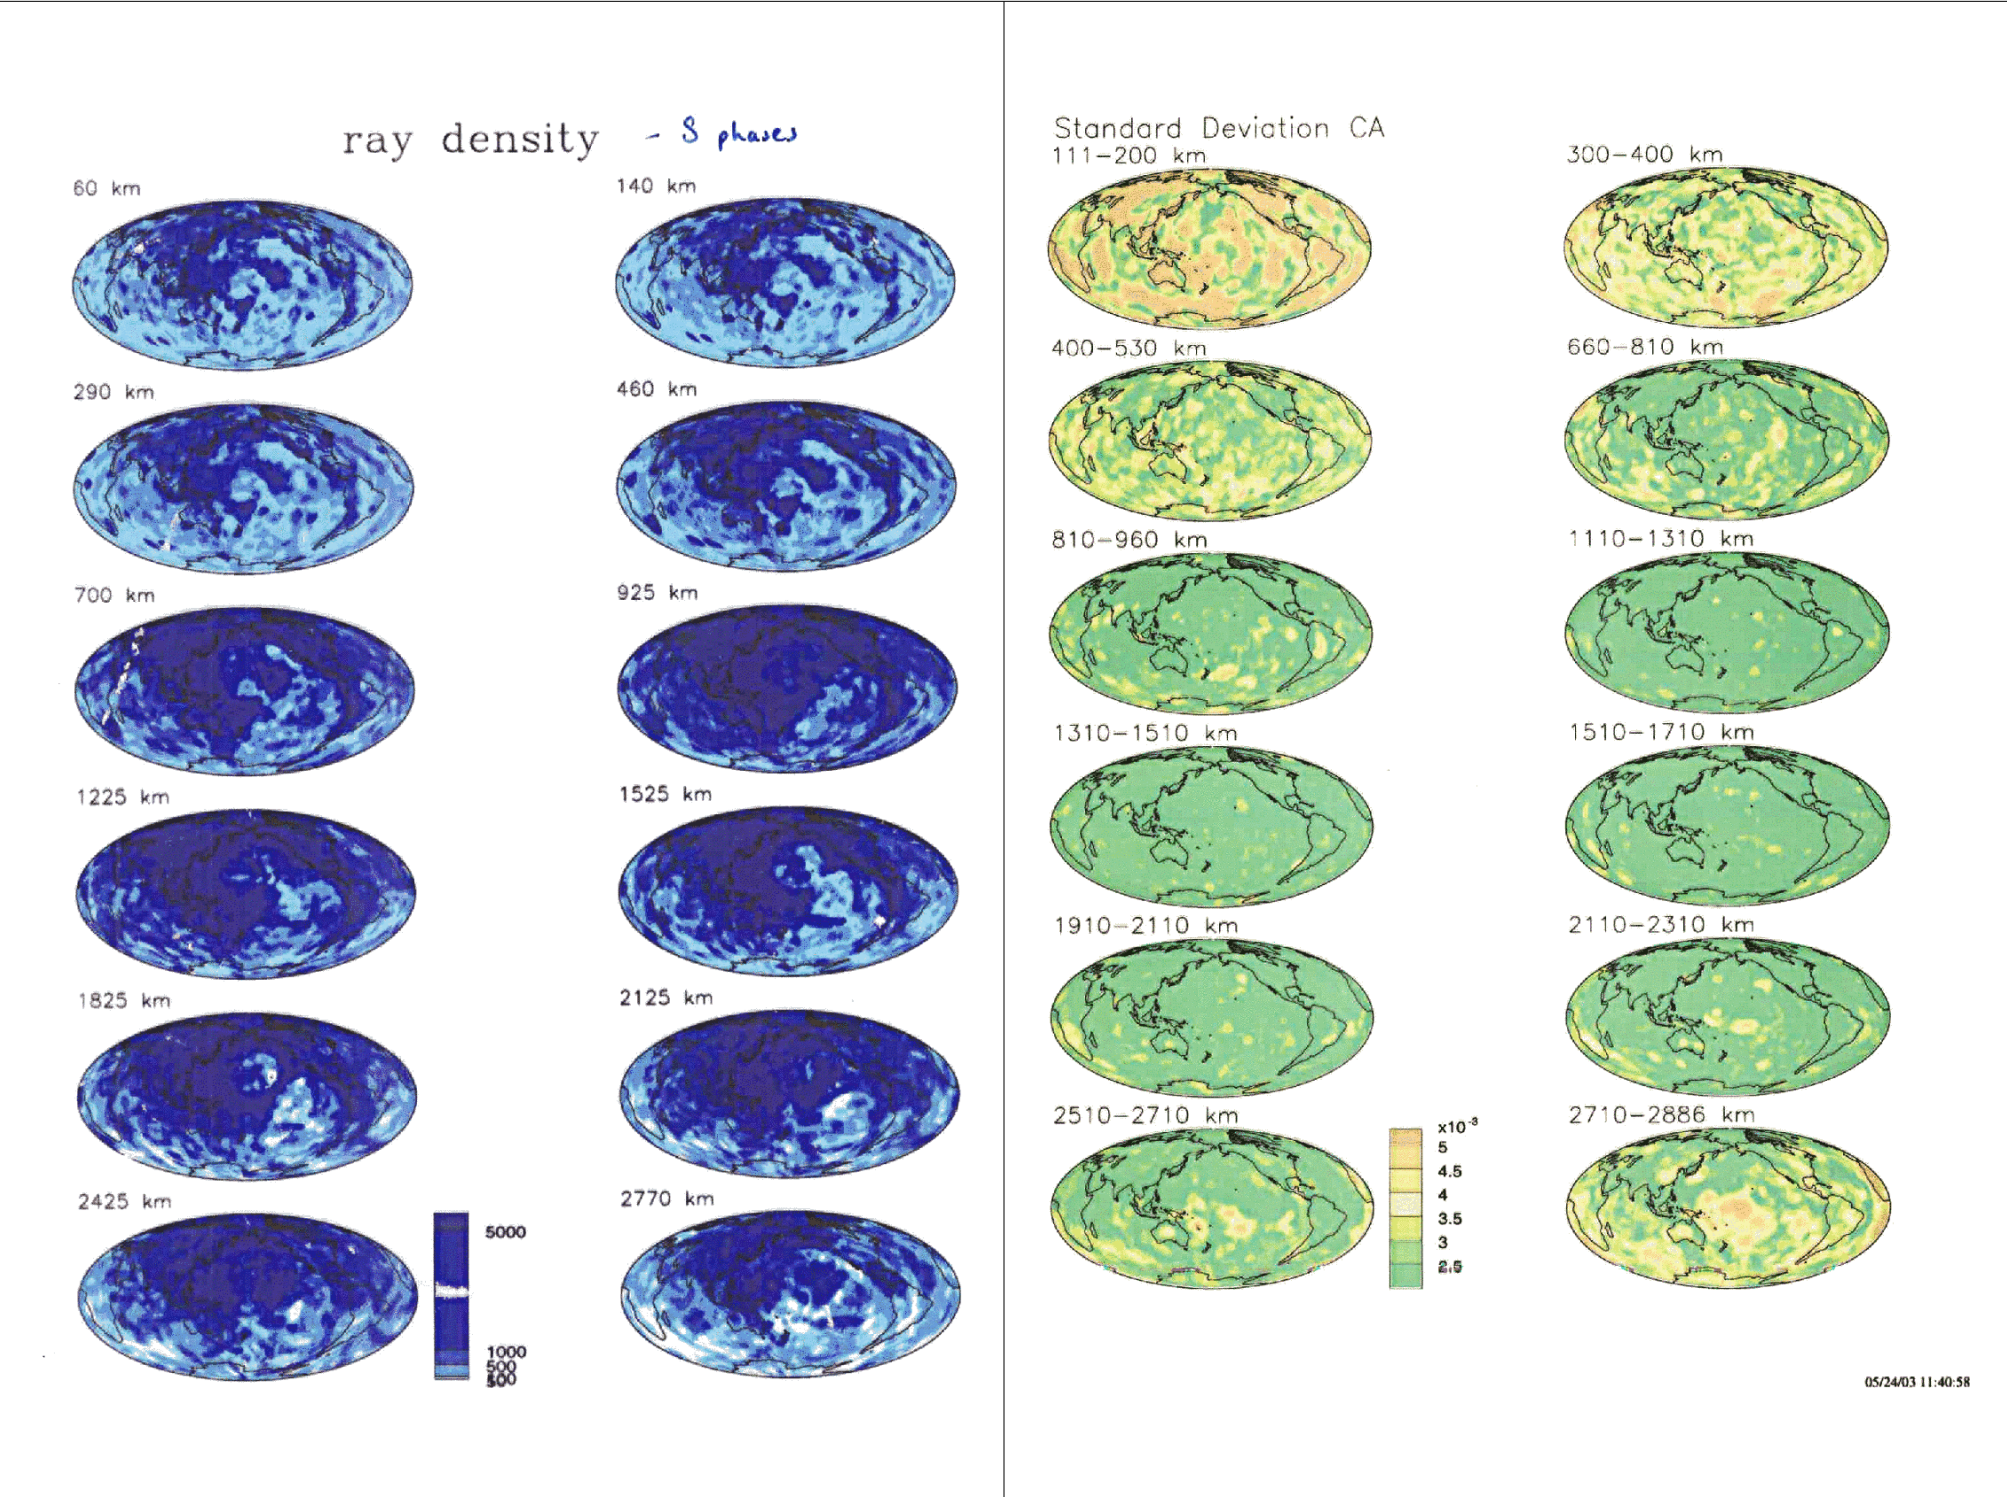 ray density - S phases
60 km
140 km
290 km
460 km
700 km
925 km
1225 km
1525 km
1825 km
2125 km
2425 km
2770 km
5000
1000
500
Standard Deviation CA
111-200 km
300-400 km
400-530 km
660-810 km
810-960 km
1110-1310 km
1310-1510 km
1510-1710 km
1910-2110 km
2110-2310 km
2510-2710 km
2710-2886 km
x10-3
5
4.5
4
3.5
3
2.5
05/24/03 11:40:58